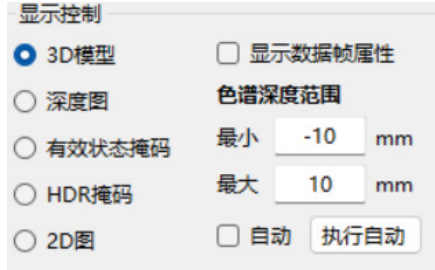 显示控制
3D模型
深度图
有效状态掩码
HDR掩码
2D图
显示数据帧属性
色谱深度范围
最小 -10 mm
最大 10 mm
自动 执行自动